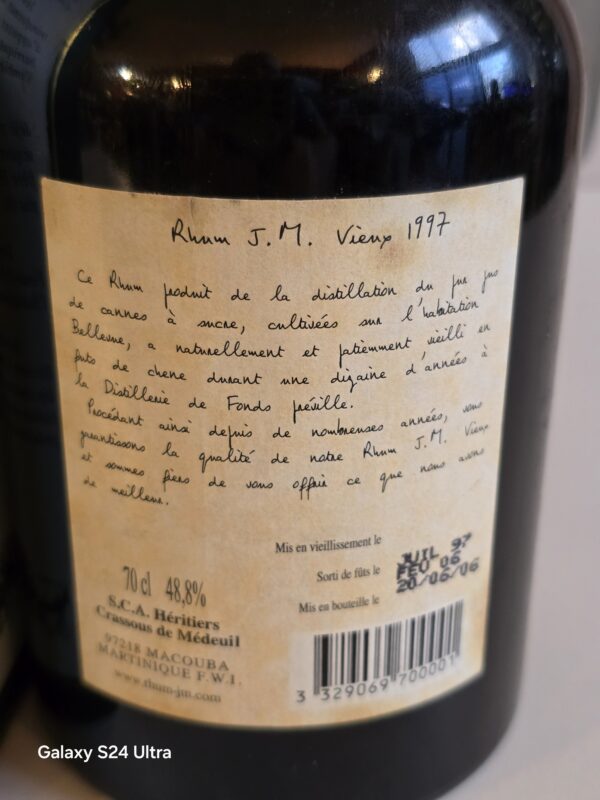 Rhum J.M. Vieux 1997
Ce Rhum produit de la distillation du pur jus
de cannes à sucre, cultivées sur l'habitation
Bellevue, a naturellement et patiemment vieilli en
futs de chene durant une dizaine d'années à
la Distillerie de Fonds préville.
Procédant ainsi depuis de nombreuses années, nous
garantissons la qualité de notre Rhum J.M. Vieux
et sommes fiers de vous offrir ce que nous avons
de meilleur.
Mis en vieillissement le JUIL 97
Sorti de fûts le FEV 06
Mis en bouteille le 20/06/06
70 cl 48,8%
S.C.A. Héritiers
Crassous de Médeuil
97218 MACOUBA
MARTINIQUE F.W.I.
www.rhum-jm.com
3 329069 700001
Galaxy S24 Ultra